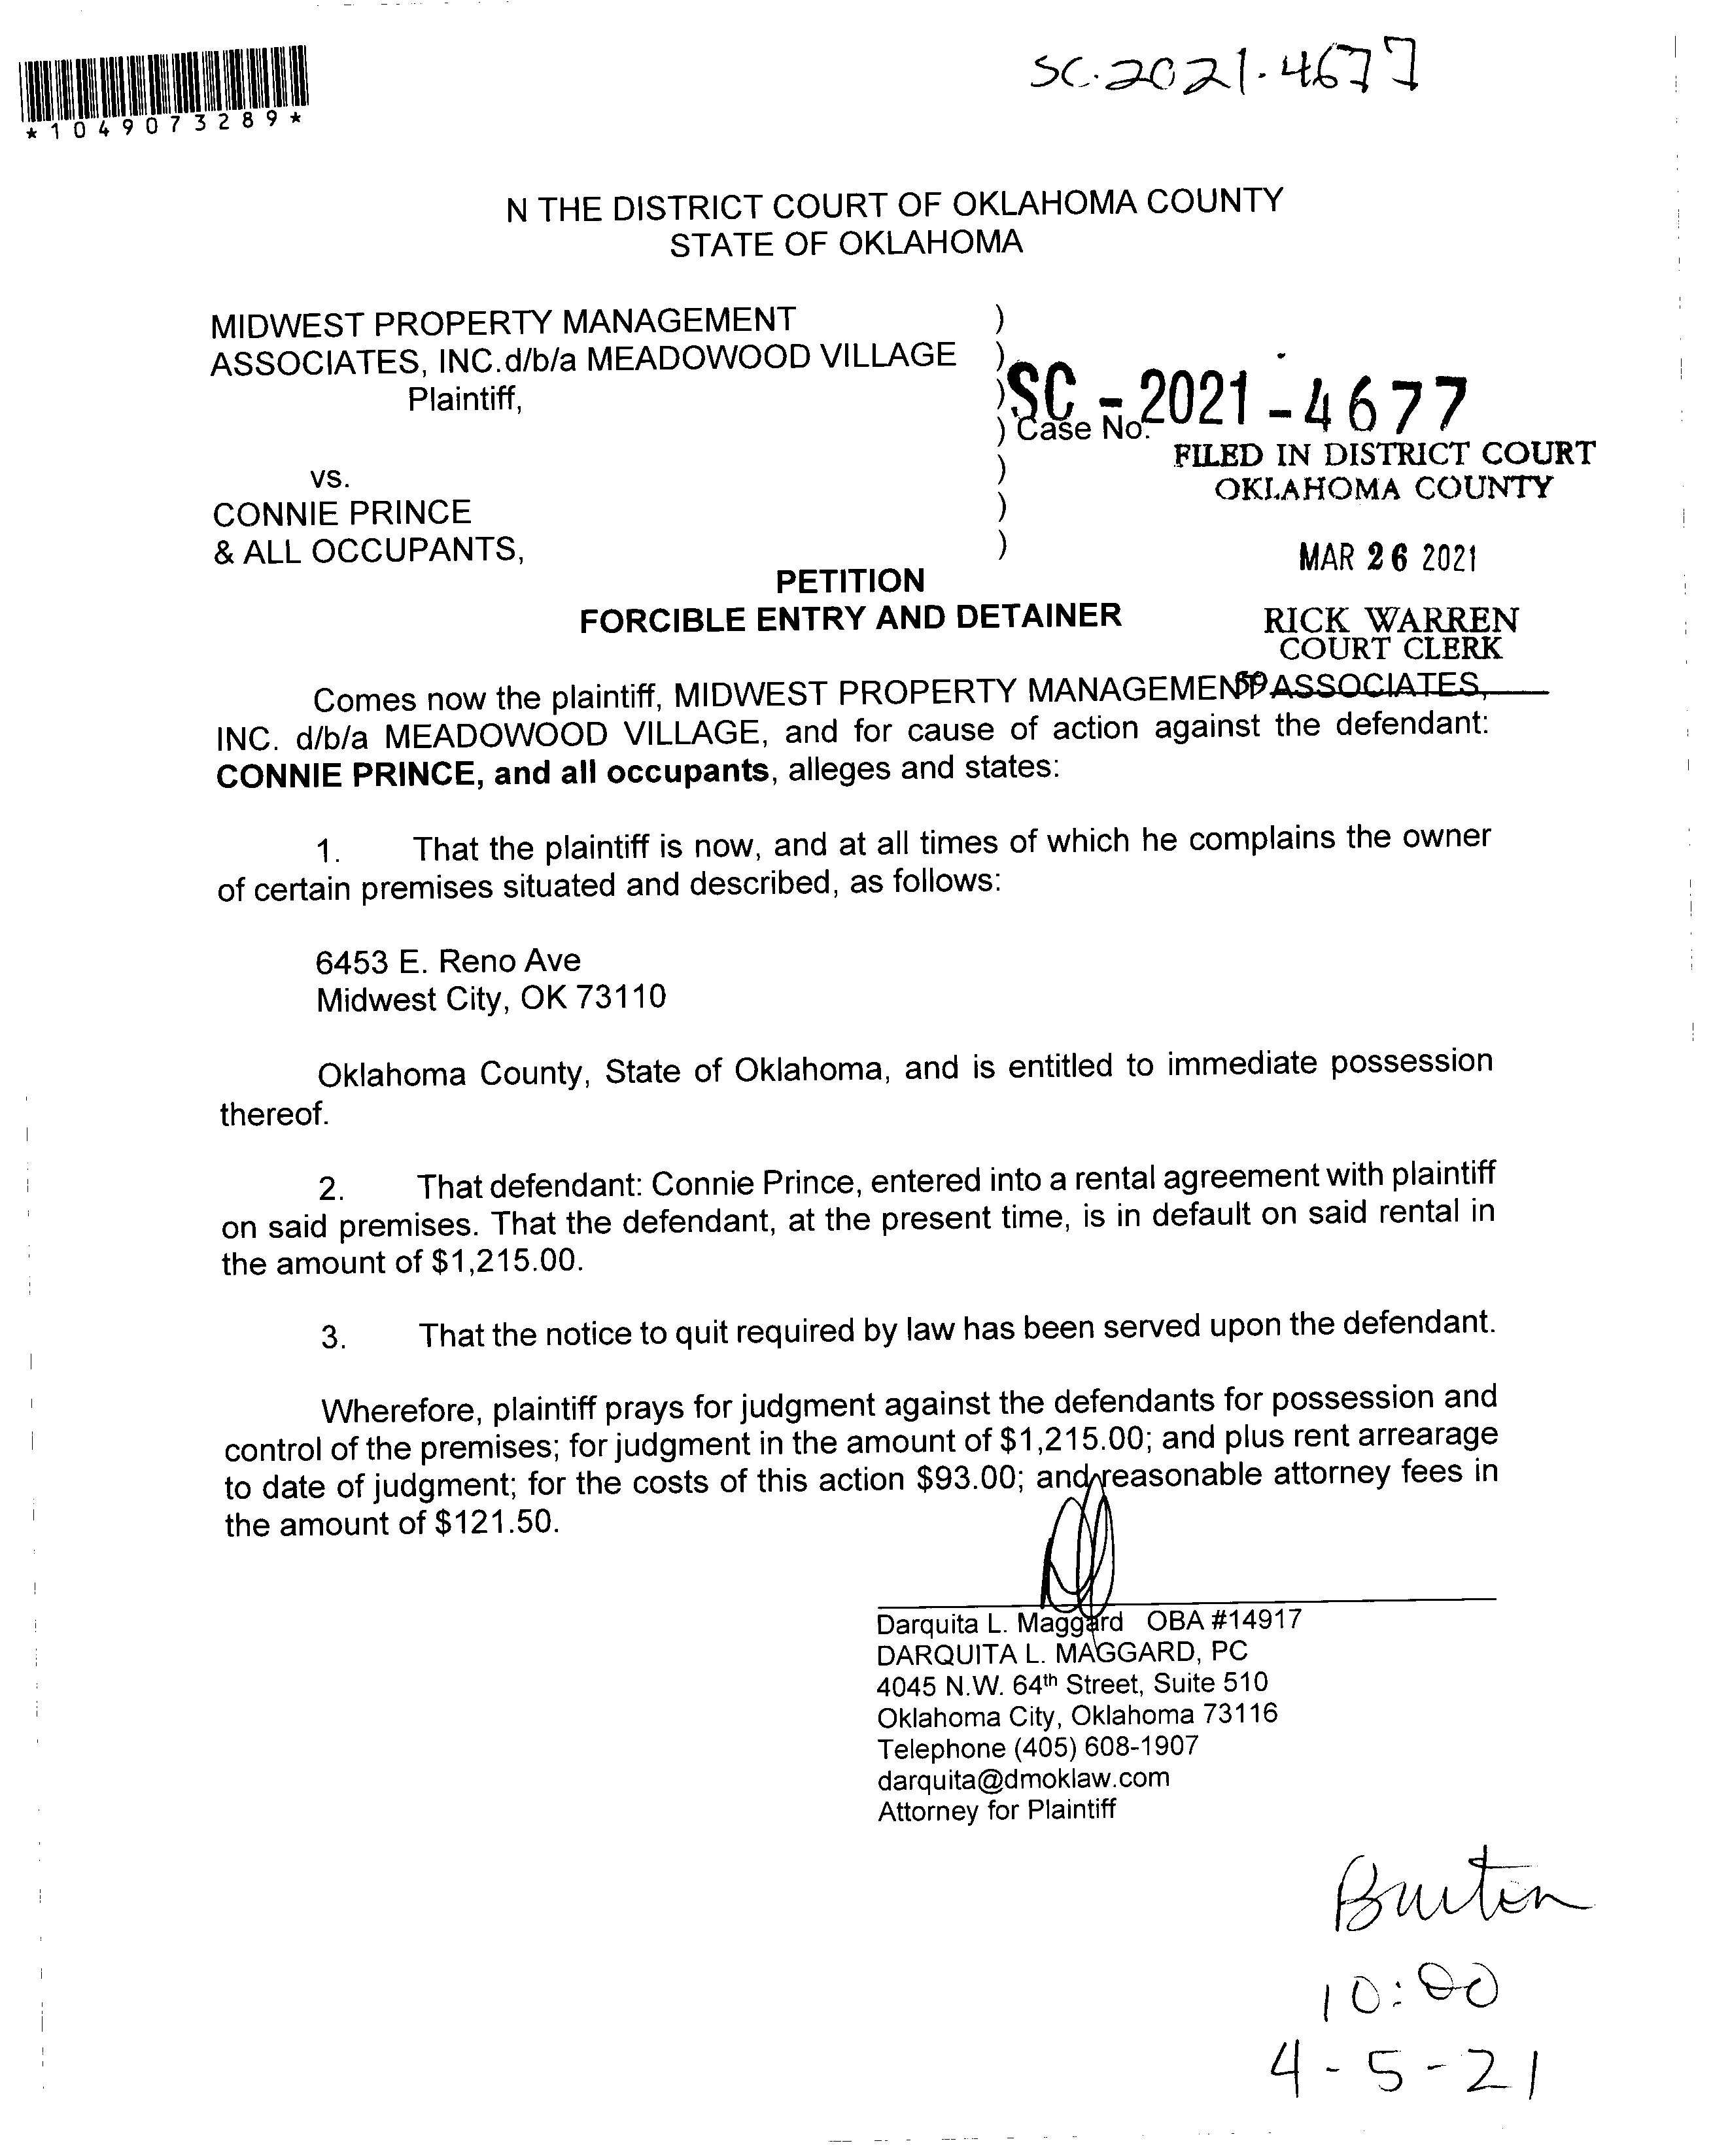 SC-2021-4677
*1049073289*
N THE DISTRICT COURT OF OKLAHOMA COUNTY
STATE OF OKLAHOMA
MIDWEST PROPERTY MANAGEMENT )
ASSOCIATES, INC.d/b/a MEADOWOOD VILLAGE )
Plaintiff, )
SC-2021-4677
) Case No.
FILED IN DISTRICT COURT
OKLAHOMA COUNTY
vs. )
CONNIE PRINCE )
& ALL OCCUPANTS, )
MAR 26 2021
PETITION
FORCIBLE ENTRY AND DETAINER
RICK WARREN
COURT CLERK
59
Comes now the plaintiff, MIDWEST PROPERTY MANAGEMENT ASSOCIATES,
INC. d/b/a MEADOWOOD VILLAGE, and for cause of action against the defendant:
CONNIE PRINCE, and all occupants, alleges and states:
1. That the plaintiff is now, and at all times of which he complains the owner
of certain premises situated and described, as follows:
6453 E. Reno Ave
Midwest City, OK 73110
Oklahoma County, State of Oklahoma, and is entitled to immediate possession
thereof.
2. That defendant: Connie Prince, entered into a rental agreement with plaintiff
on said premises. That the defendant, at the present time, is in default on said rental in
the amount of $1,215.00.
3. That the notice to quit required by law has been served upon the defendant.
Wherefore, plaintiff prays for judgment against the defendants for possession and
control of the premises; for judgment in the amount of $1,215.00; and plus rent arrearage
to date of judgment; for the costs of this action $93.00; and reasonable attorney fees in
the amount of $121.50.
Darquita L. Maggard OBA #14917
DARQUITA L. MAGGARD, PC
4045 N.W. 64th Street, Suite 510
Oklahoma City, Oklahoma 73116
Telephone (405) 608-1907
darquita@dmoklaw.com
Attorney for Plaintiff
Burton
10:00
4-5-21